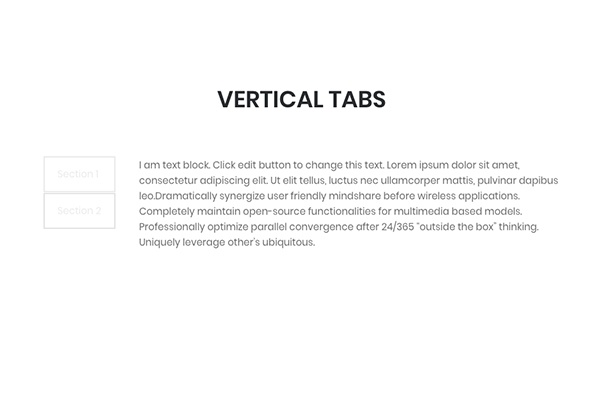 VERTICAL TABS
Section 1
Section 2
I am text block. Click edit button to change this text. Lorem ipsum dolor sit amet,
consectetur adipiscing elit. Ut elit tellus, luctus nec ullamcorper mattis, pulvinar dapibus
leo.Dramatically synergize user friendly mindshare before wireless applications.
Completely maintain open-source functionalities for multimedia based models.
Professionally optimize parallel convergence after 24/365 "outside the box" thinking.
Uniquely leverage other's ubiquitous.